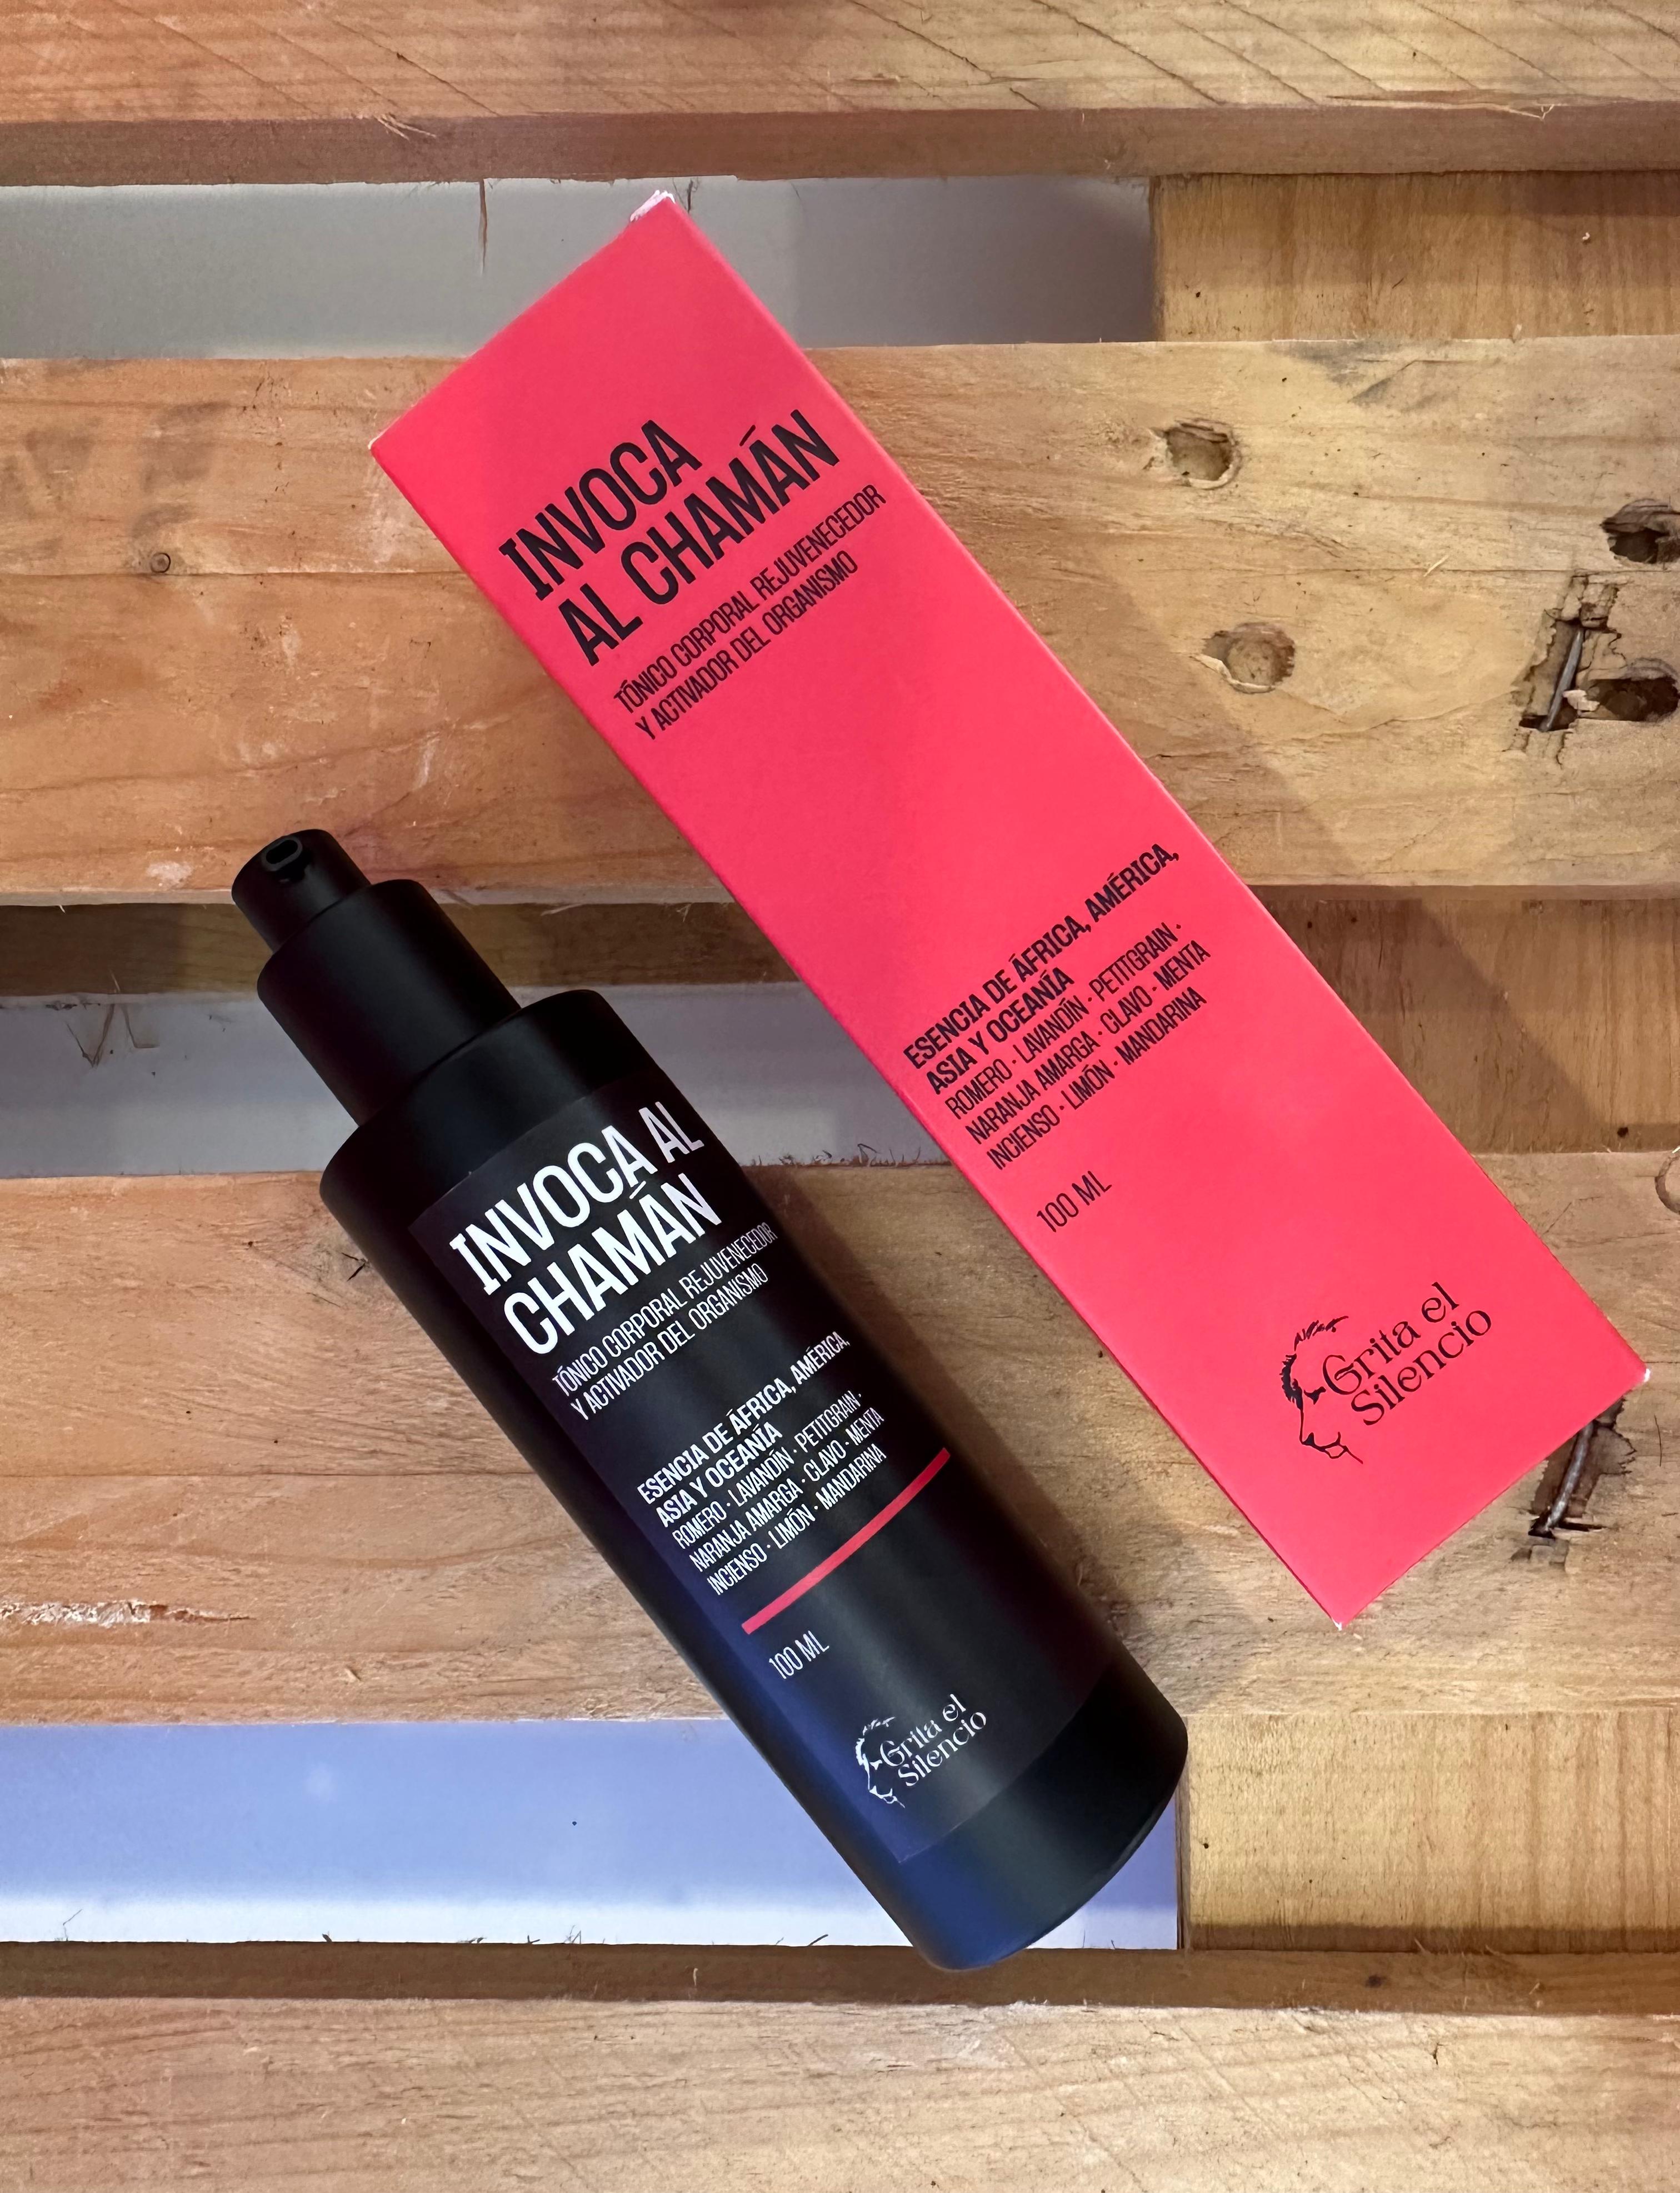 INVOCA
AL CHAMÁN
TÓNICO CORPORAL REJUVENECEDOR
Y ACTIVADOR DEL ORGANISMO
ESENCIA DE ÁFRICA, AMÉRICA,
ASIA Y OCEANÍA
ROMERO · LAVANDÍN · PETITGRAIN ·
NARANJA AMARGA · CLAVO · MENTA
INCIENSO · LIMÓN · MANDARINA
100 ML
Grita el
Silencio
INVOCA AL
CHAMÁN
TÓNICO CORPORAL REJUVENECEDOR
Y ACTIVADOR DEL ORGANISMO
ESENCIA DE ÁFRICA, AMÉRICA,
ASIA Y OCEANÍA
ROMERO · LAVANDÍN · PETITGRAIN ·
NARANJA AMARGA · CLAVO · MENTA
INCIENSO · LIMÓN · MANDARINA
100 ML
Grita el
Silencio